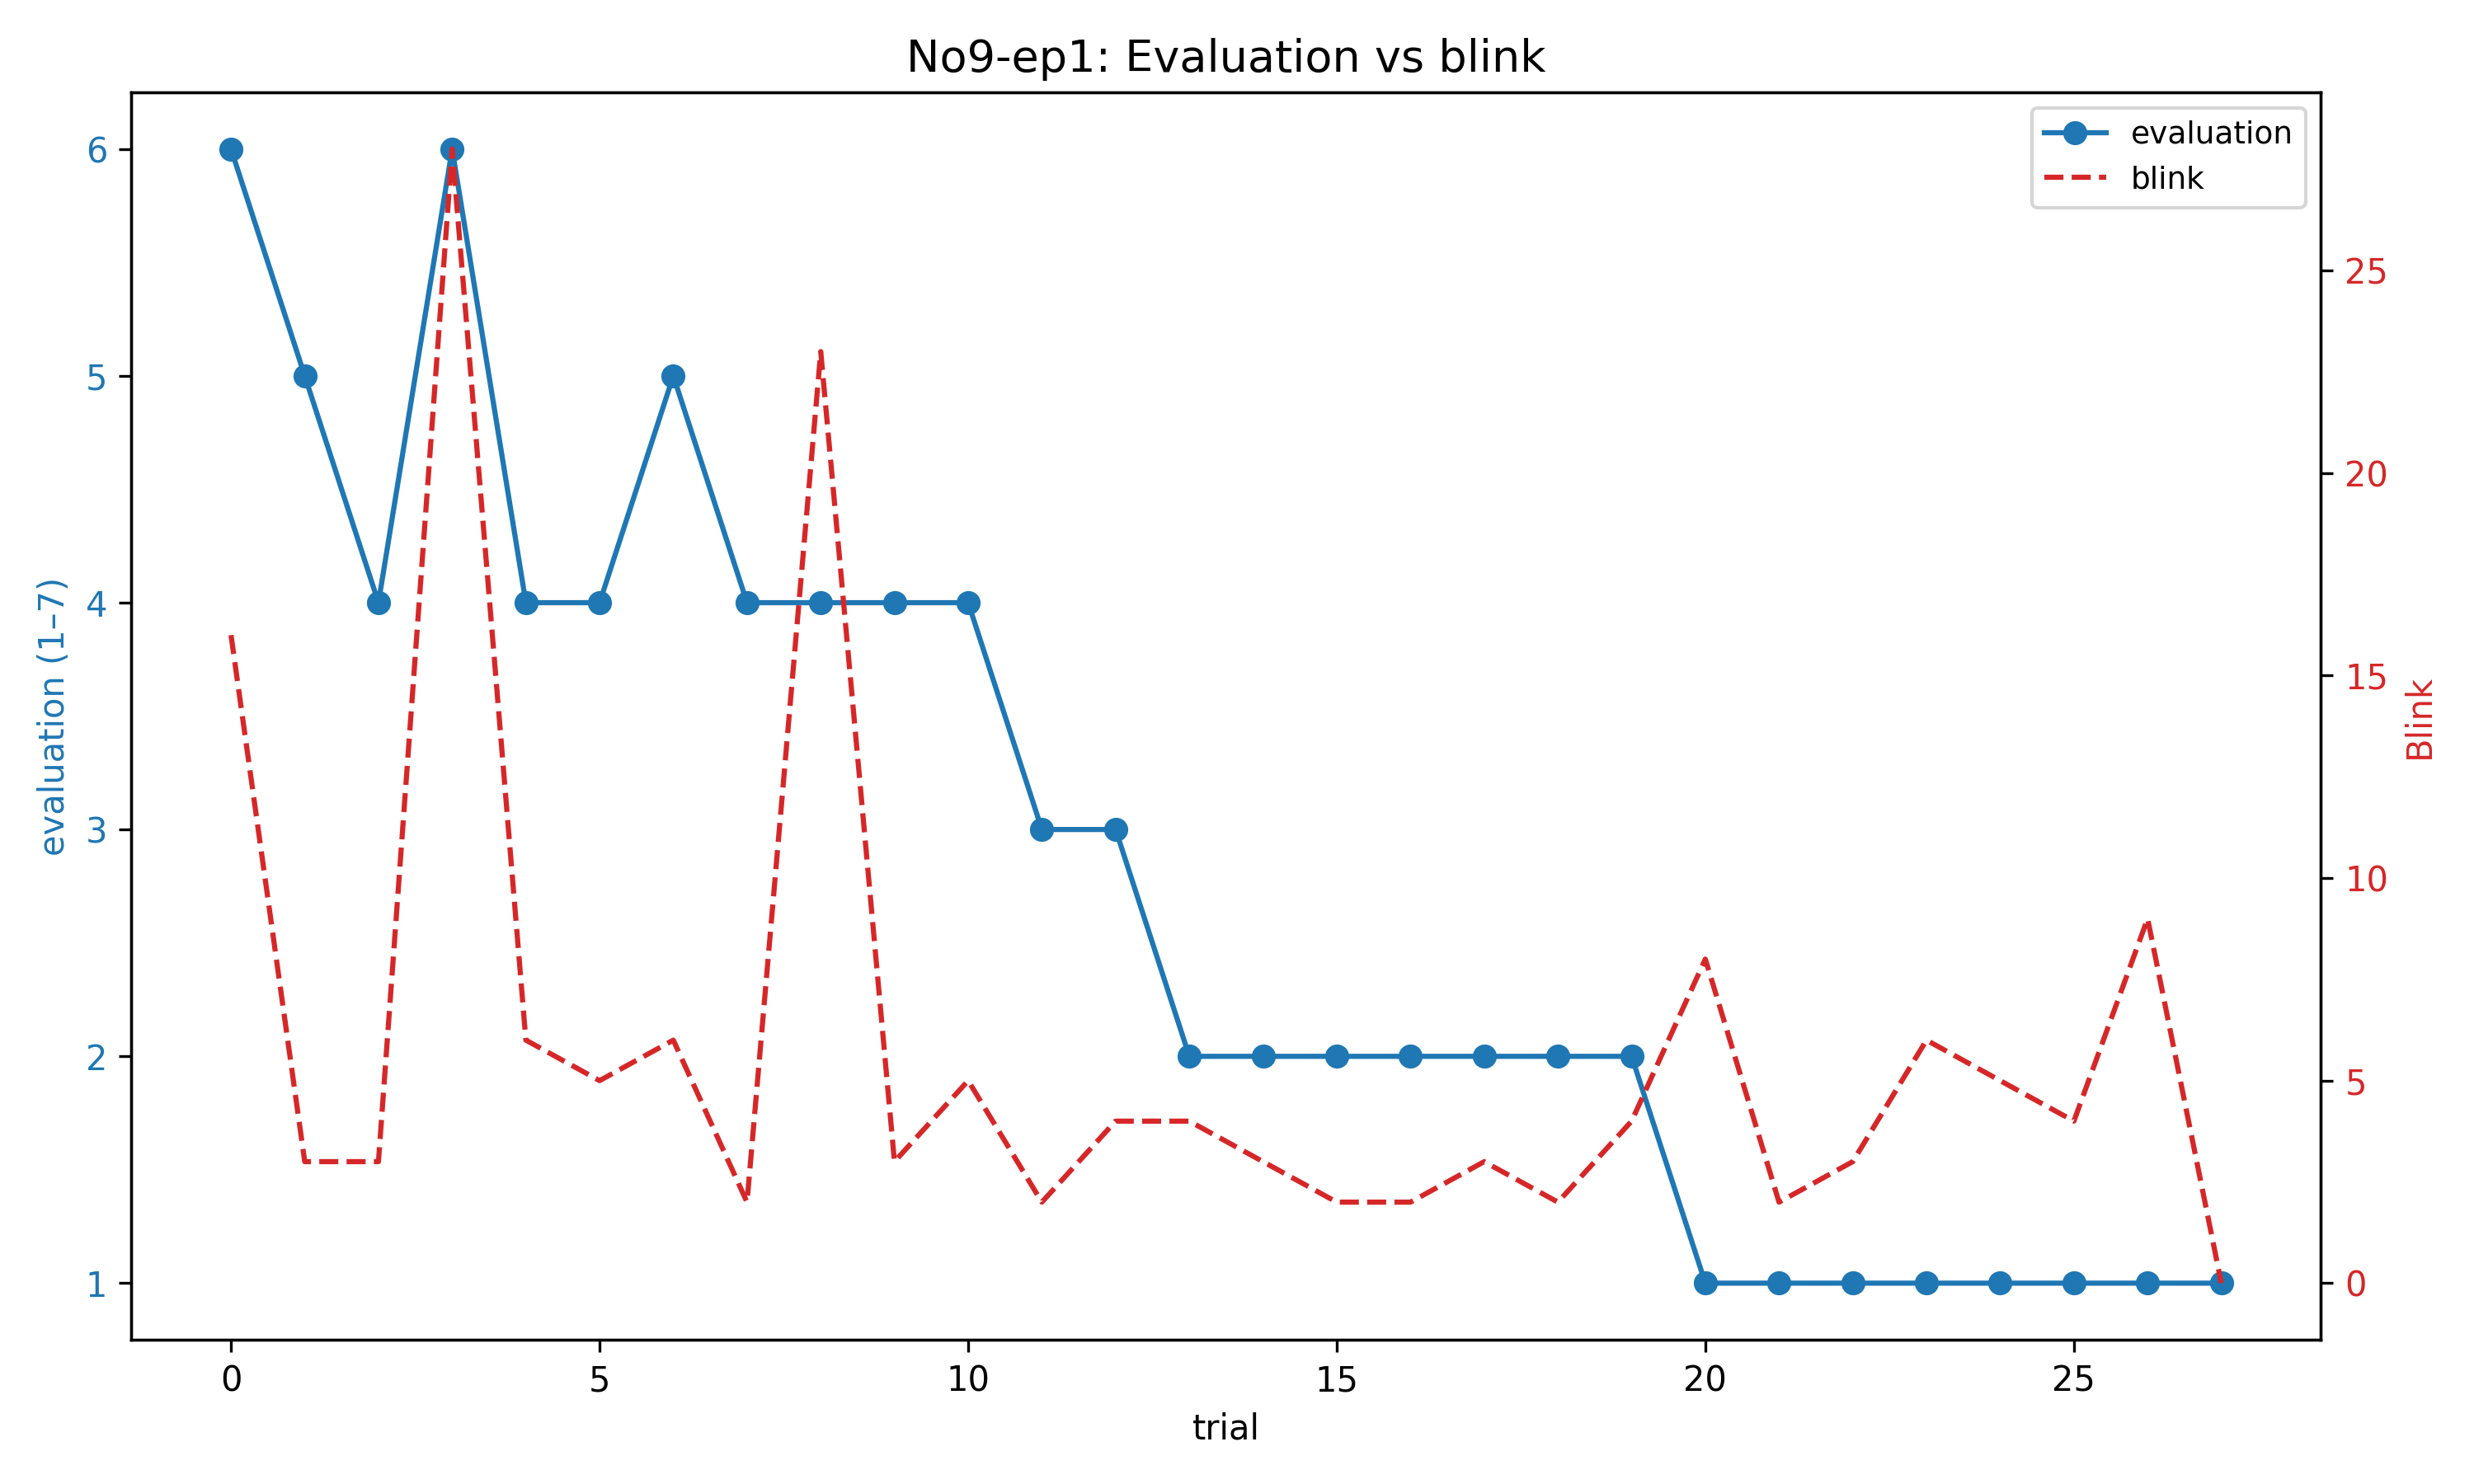 No9-ep1: Evaluation vs blink
evaluation
blink
6
5
4
3
2
1
evaluation (1–7)
25
20
15
10
5
0
Blink
0 5 10 15 20 25
trial